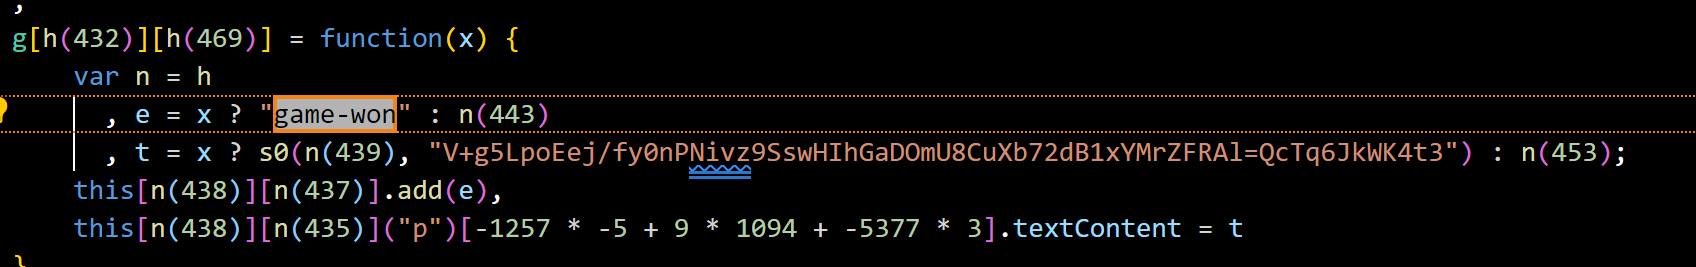 ,
g[h(432)][h(469)] = function(x) {
var n = h
, e = x ? "game-won" : n(443)
, t = x ? s0(n(439), "V+g5LpoEej/fy0nPNivz9SswHIhGaDOmU8CuXb72dB1xYMrZFRAl=QcTq6JkWK4t3") : n(453);
this[n(438)][n(437)].add(e),
this[n(438)][n(435)]("p")[-1257 * -5 + 9 * 1094 + -5377 * 3].textContent = t
}